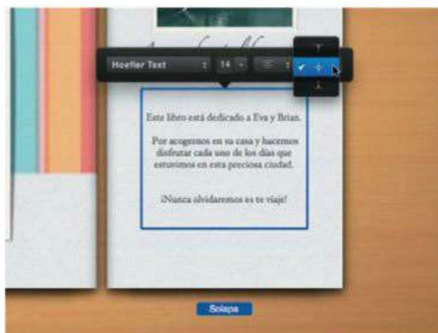 Hoefler Text
14
Este libro está dedicado a Eva y Brian.
Por acogernos en su casa y hacernos
disfrutar cada uno de los días que
estuvimos en esta preciosa ciudad.
¡Nunca olvidaremos es te viaje!
Solapa